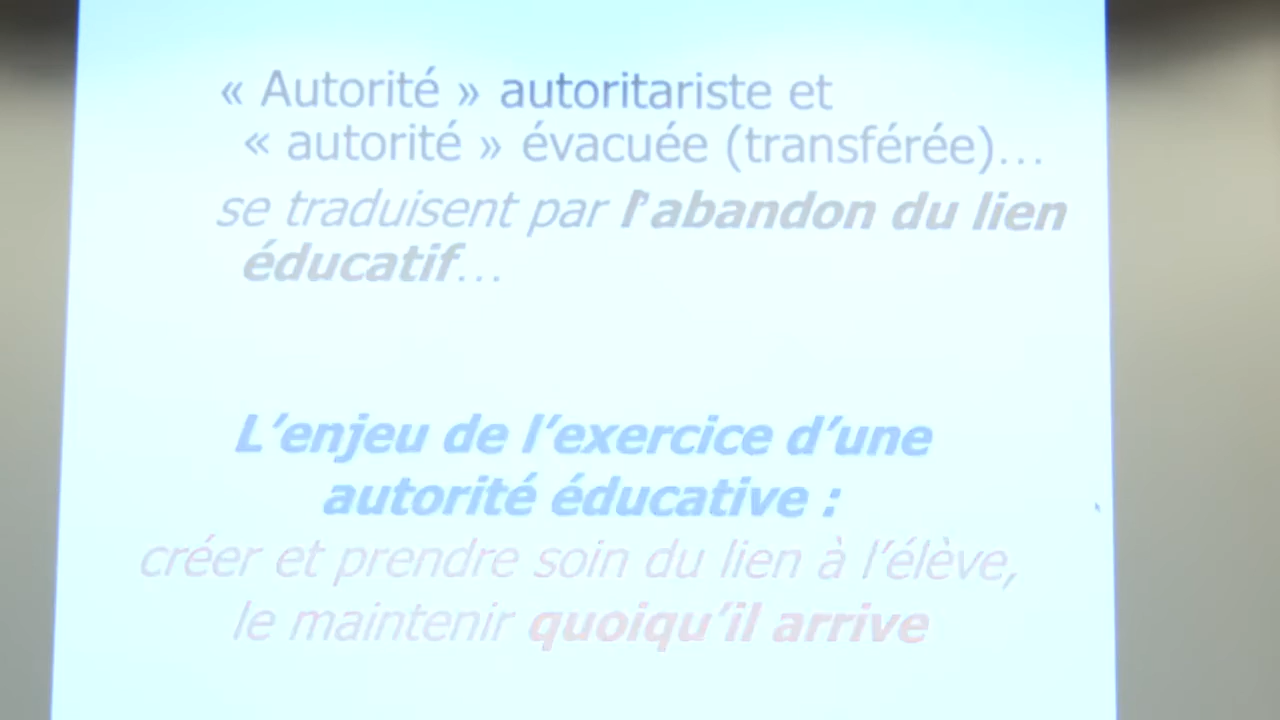 « Autorité » autoritariste et
« autorité » évacuée (transférée)…
se traduisent par l'abandon du lien
éducatif…
L’enjeu de l’exercice d’une
autorité éducative :
créer et prendre soin du lien à l’élève,
le maintenir quoiqu’il arrive